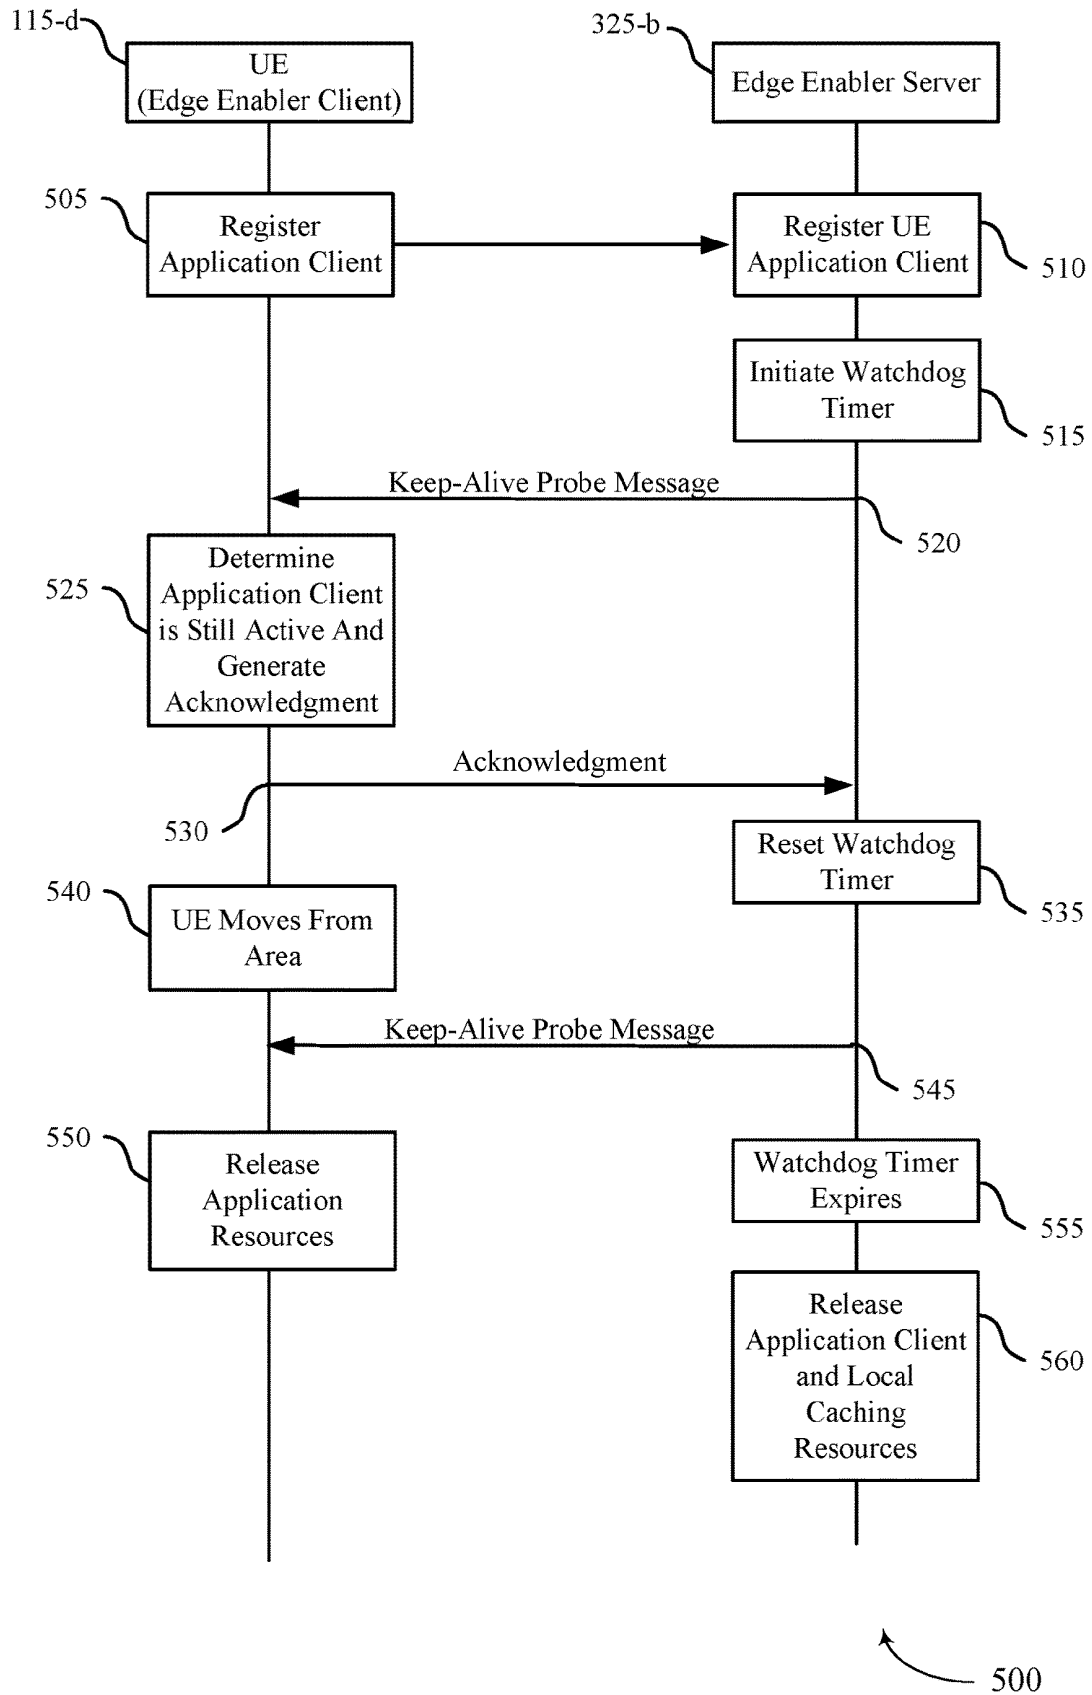 115-d
325-b
UE
(Edge Enabler Client)
Edge Enabler Server
505
Register
Application Client
Register UE
Application Client
510
Initiate Watchdog
Timer
515
Keep-Alive Probe Message
520
525
Determine
Application Client
is Still Active And
Generate
Acknowledgment
Acknowledgment
530
Reset Watchdog
Timer
535
540
UE Moves From
Area
Keep-Alive Probe Message
545
550
Release
Application
Resources
Watchdog Timer
Expires
555
Release
Application Client
and Local
Caching
Resources
560
500